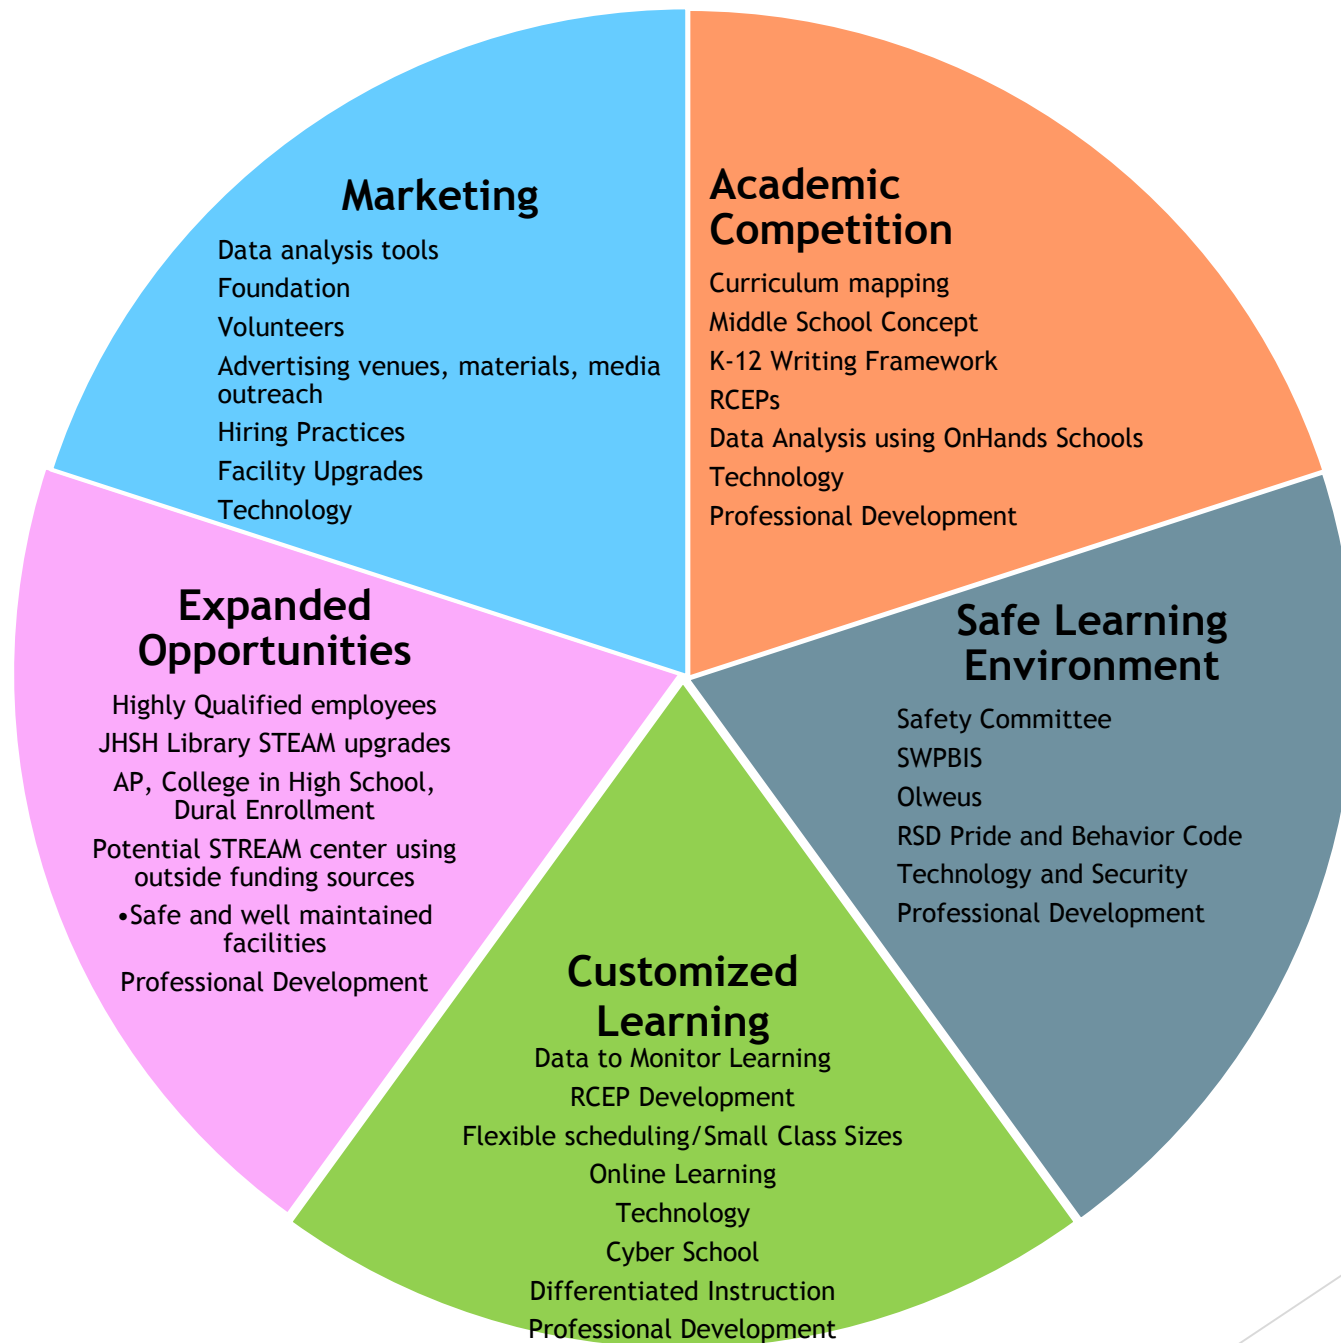 Marketing
Data analysis tools
Foundation
Volunteers
Advertising venues, materials, media
outreach
Hiring Practices
Facility Upgrades
Technology
Academic
Competition
Curriculum mapping
Middle School Concept
K-12 Writing Framework
RCEPs
Data Analysis using OnHands Schools
Technology
Professional Development
Safe Learning
Environment
Safety Committee
SWPBIS
Olweus
RSD Pride and Behavior Code
Technology and Security
Professional Development
Customized
Learning
Data to Monitor Learning
RCEP Development
Flexible scheduling/Small Class Sizes
Online Learning
Technology
Cyber School
Differentiated Instruction
Professional Development
Expanded
Opportunities
Highly Qualified employees
JHSH Library STEAM upgrades
AP, College in High School,
Dural Enrollment
Potential STREAM center using
outside funding sources
•Safe and well maintained
facilities
Professional Development